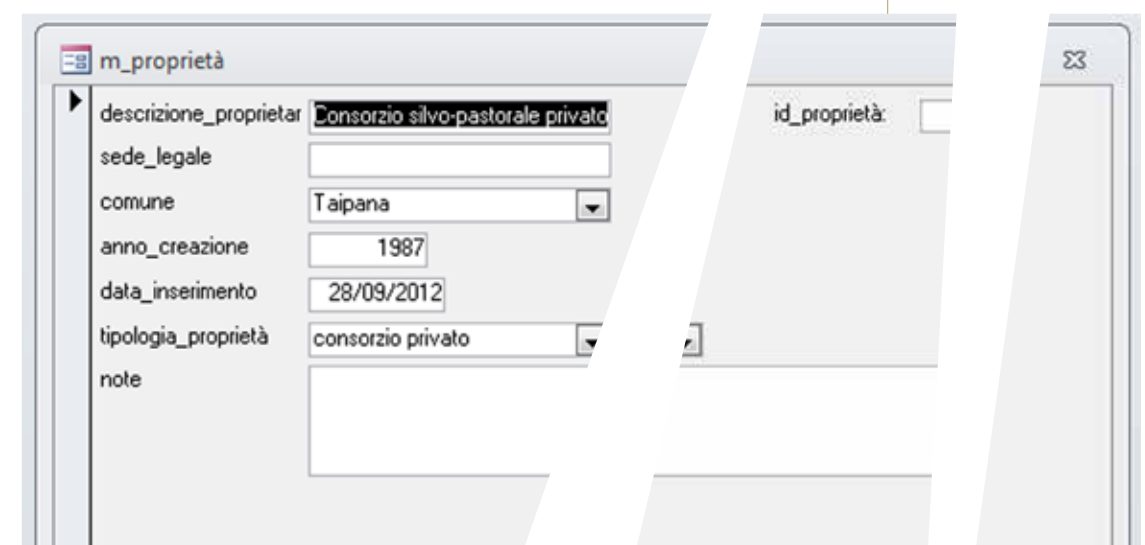 m_proprietà
descrizione_proprietar Consorzio silvo-pastorale privato id_proprietà:
sede_legale
comune Taipana
anno_creazione 1987
data_inserimento 28/09/2012
tipologia_proprietà consorzio privato
note